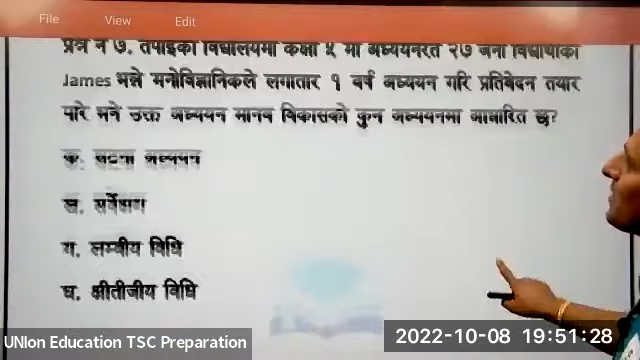 File View Edit
प्रश्न नं ७. तपाईको विद्यालयमा कक्षा ५ मा अध्ययनरत २७ जना विद्यार्थीको
James भन्ने मनोविज्ञानिकले लगातार १ वर्ष अध्ययन गरि प्रतिबेदन तयार
पारे भने उक्त अध्ययन मानव विकासको कुन अध्ययनमा आधारित छ?
क. घटना अध्ययन
ख. सर्वेक्षण
ग. लम्बीय विधि
घ. क्षीतीजीय विधि
UNIon Education TSC Preparation
2022-10-08 19:51:28